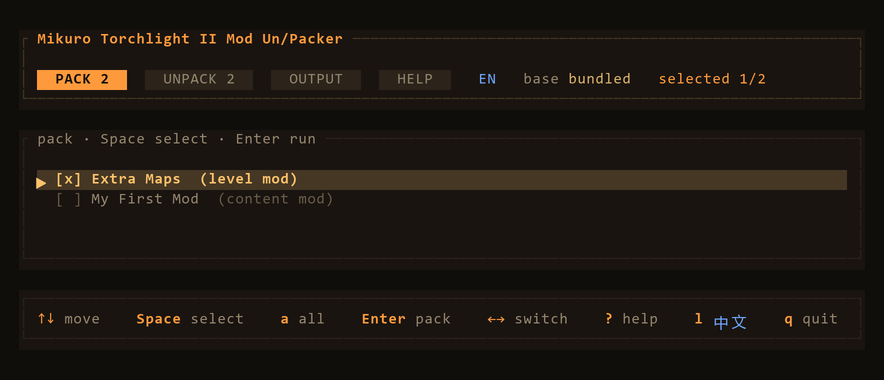 Mikuro Torchlight II Mod Un/Packer
PACK 2 UNPACK 2 OUTPUT HELP EN base bundled selected 1/2
pack · Space select · Enter run
▶ [x] Extra Maps (level mod)
[ ] My First Mod (content mod)
↑↓ move Space select a all Enter pack ←→ switch ? help l 中文 q quit